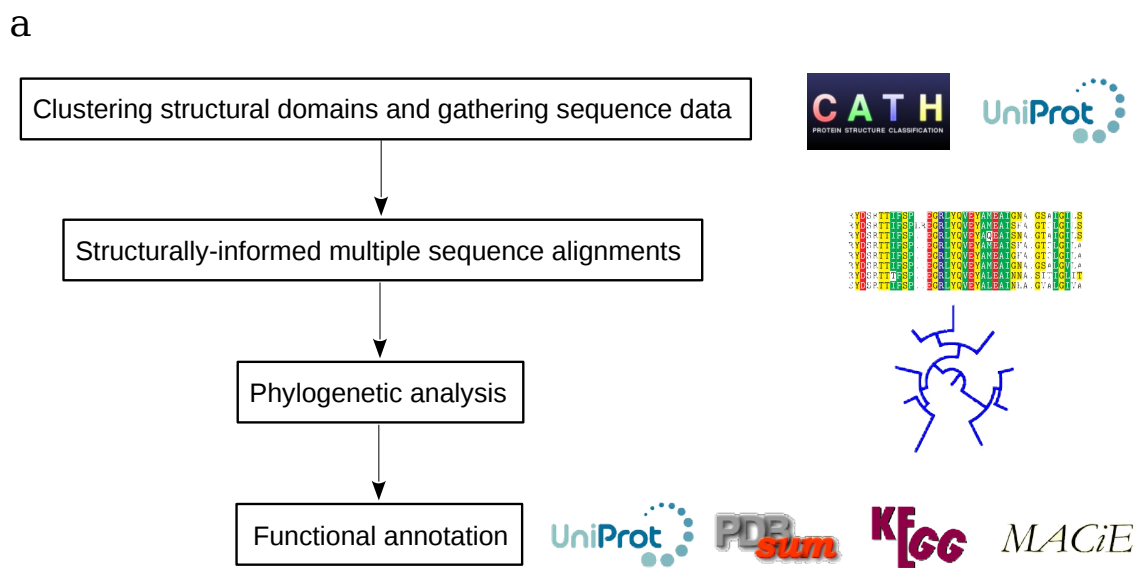 a
Clustering structural domains and gathering sequence data
CATH
PROTEIN STRUCTURE CLASSIFICATION
UniProt
Structurally-informed multiple sequence alignments
Phylogenetic analysis
Functional annotation
UniProt
PDBsum
KEGG
MACiE